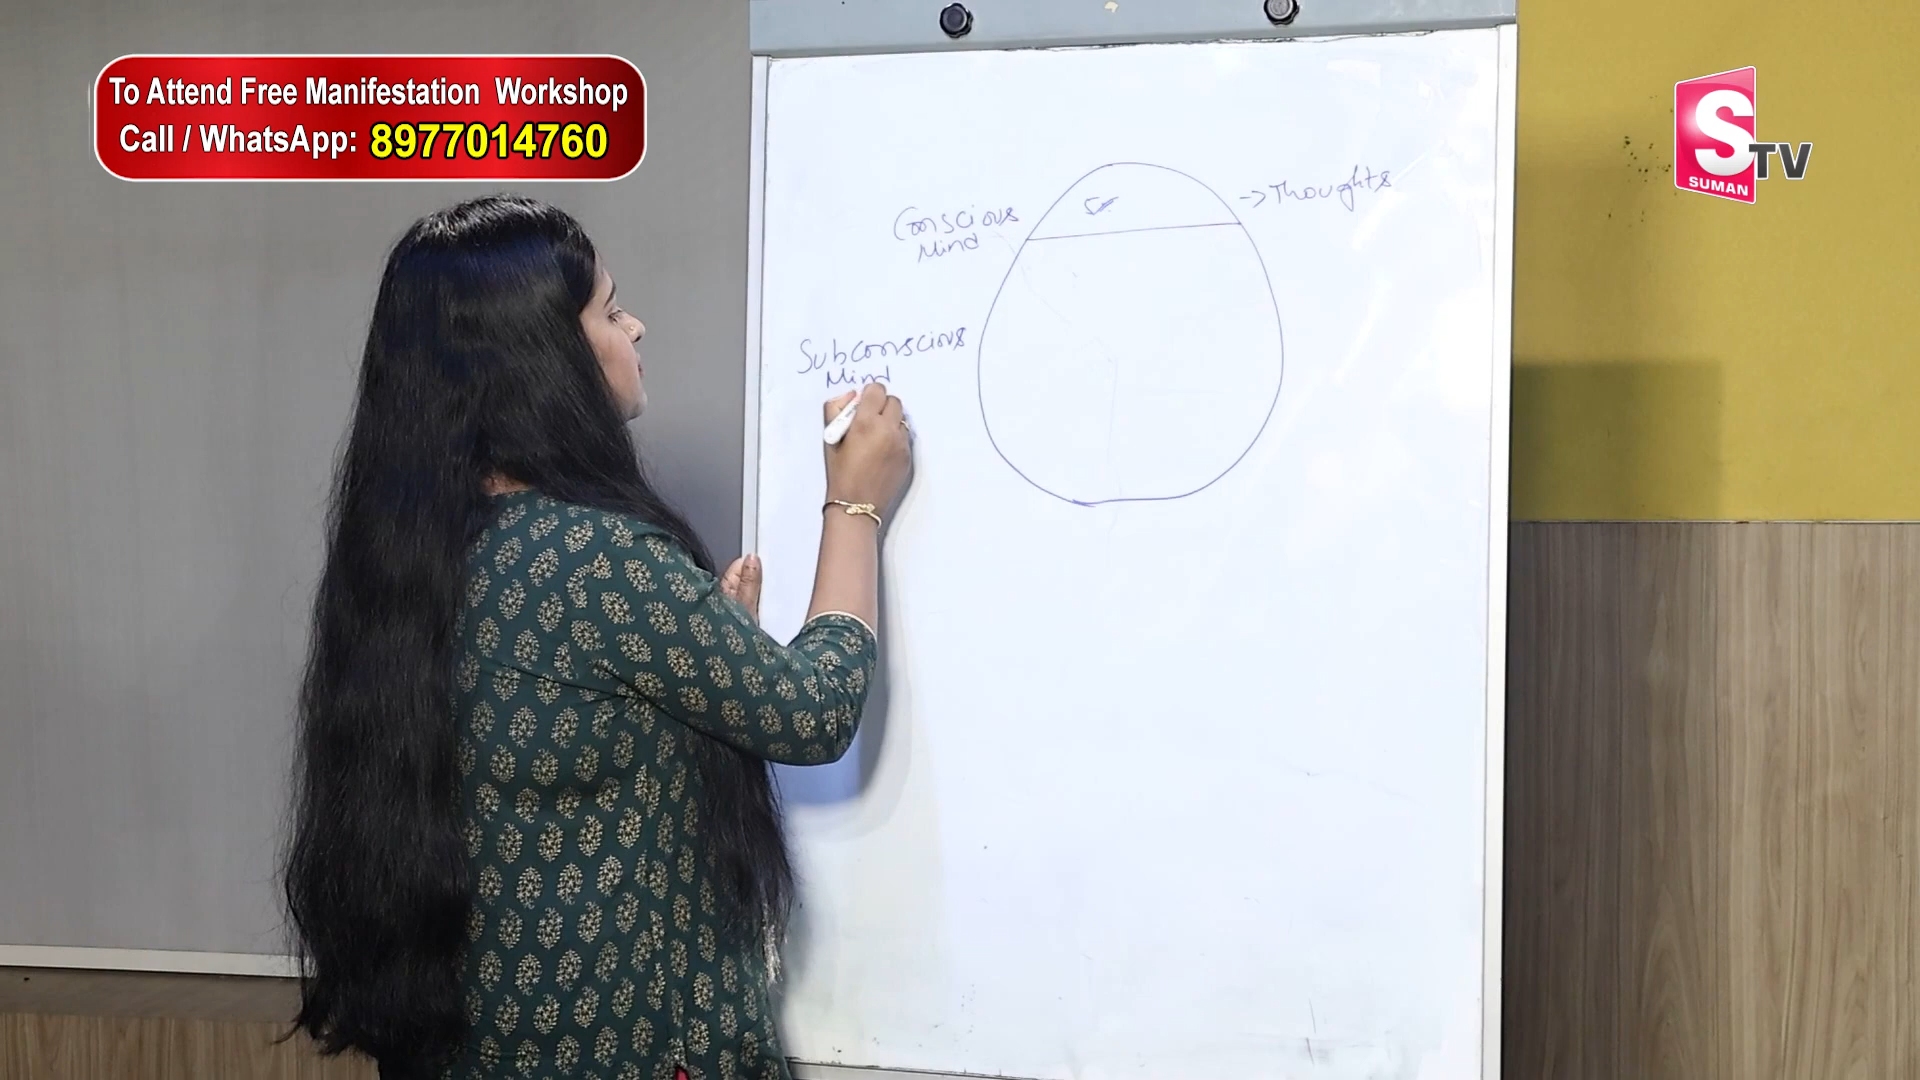 To Attend Free Manifestation Workshop
Call / WhatsApp: 8977014760
S TV
SUMAN
→ Thoughts
Conscious
Mind
Subconscious
Mind